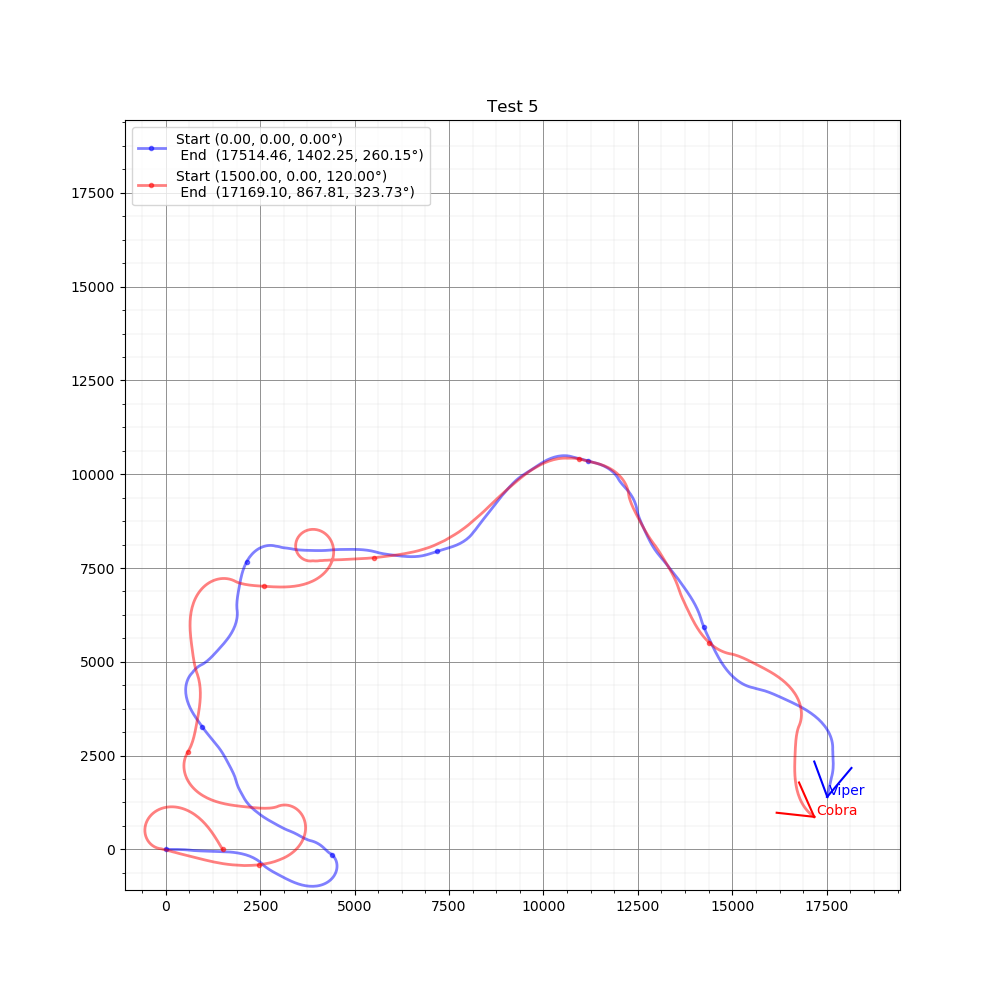 Test 5
Start (0.00, 0.00, 0.00°)
End (17514.46, 1402.25, 260.15°)
Start (1500.00, 0.00, 120.00°)
End (17169.10, 867.81, 323.73°)
17500
15000
12500
10000
7500
5000
2500
0
Viper
Cobra
0 2500 5000 7500 10000 12500 15000 17500